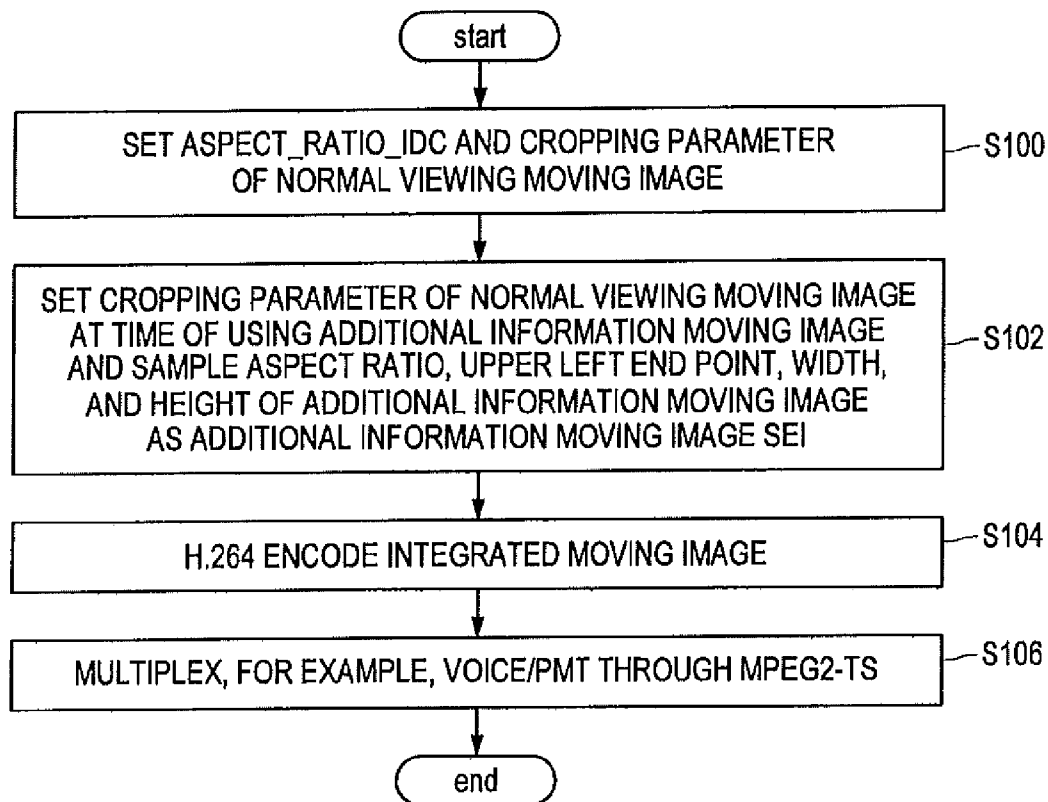 start
SET ASPECT_RATIO_IDC AND CROPPING PARAMETER
OF NORMAL VIEWING MOVING IMAGE
S100
SET CROPPING PARAMETER OF NORMAL VIEWING MOVING IMAGE
AT TIME OF USING ADDITIONAL INFORMATION MOVING IMAGE
AND SAMPLE ASPECT RATIO, UPPER LEFT END POINT, WIDTH,
AND HEIGHT OF ADDITIONAL INFORMATION MOVING IMAGE
AS ADDITIONAL INFORMATION MOVING IMAGE SEI
S102
H.264 ENCODE INTEGRATED MOVING IMAGE
S104
MULTIPLEX, FOR EXAMPLE, VOICE/PMT THROUGH MPEG2-TS
S106
end